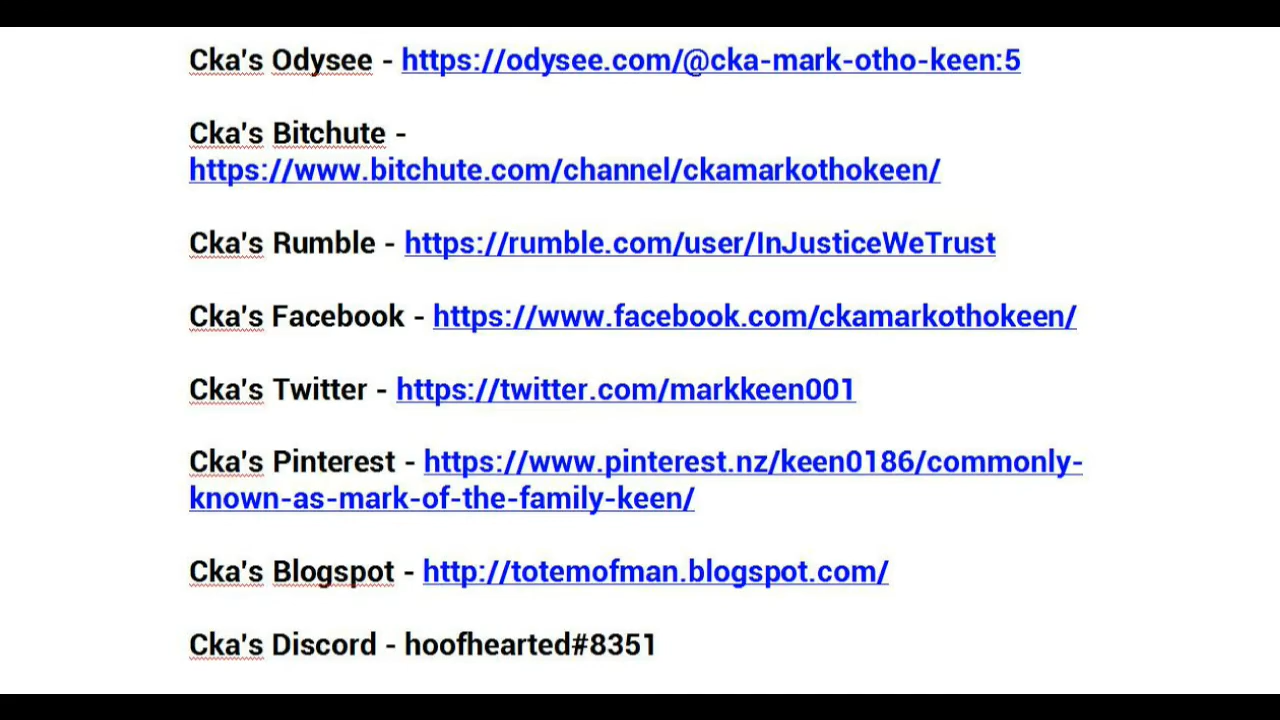 Cka's Odysee - https://odysee.com/@cka-mark-otho-keen:5
Cka's Bitchute -
https://www.bitchute.com/channel/ckamarkothokeen/
Cka's Rumble - https://rumble.com/user/InJusticeWeTrust
Cka's Facebook - https://www.facebook.com/ckamarkothokeen/
Cka's Twitter - https://twitter.com/markkeen001
Cka's Pinterest - https://www.pinterest.nz/keen0186/commonly-
known-as-mark-of-the-family-keen/
Cka's Blogspot - http://totemofman.blogspot.com/
Cka's Discord - hoofhearted#8351